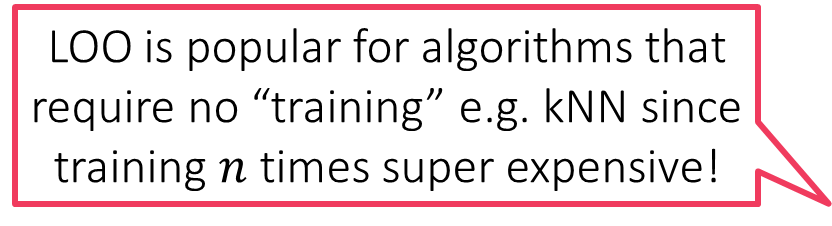 LOO is popular for algorithms that
require no “training” e.g. kNN since
training 𝒏 times super expensive!